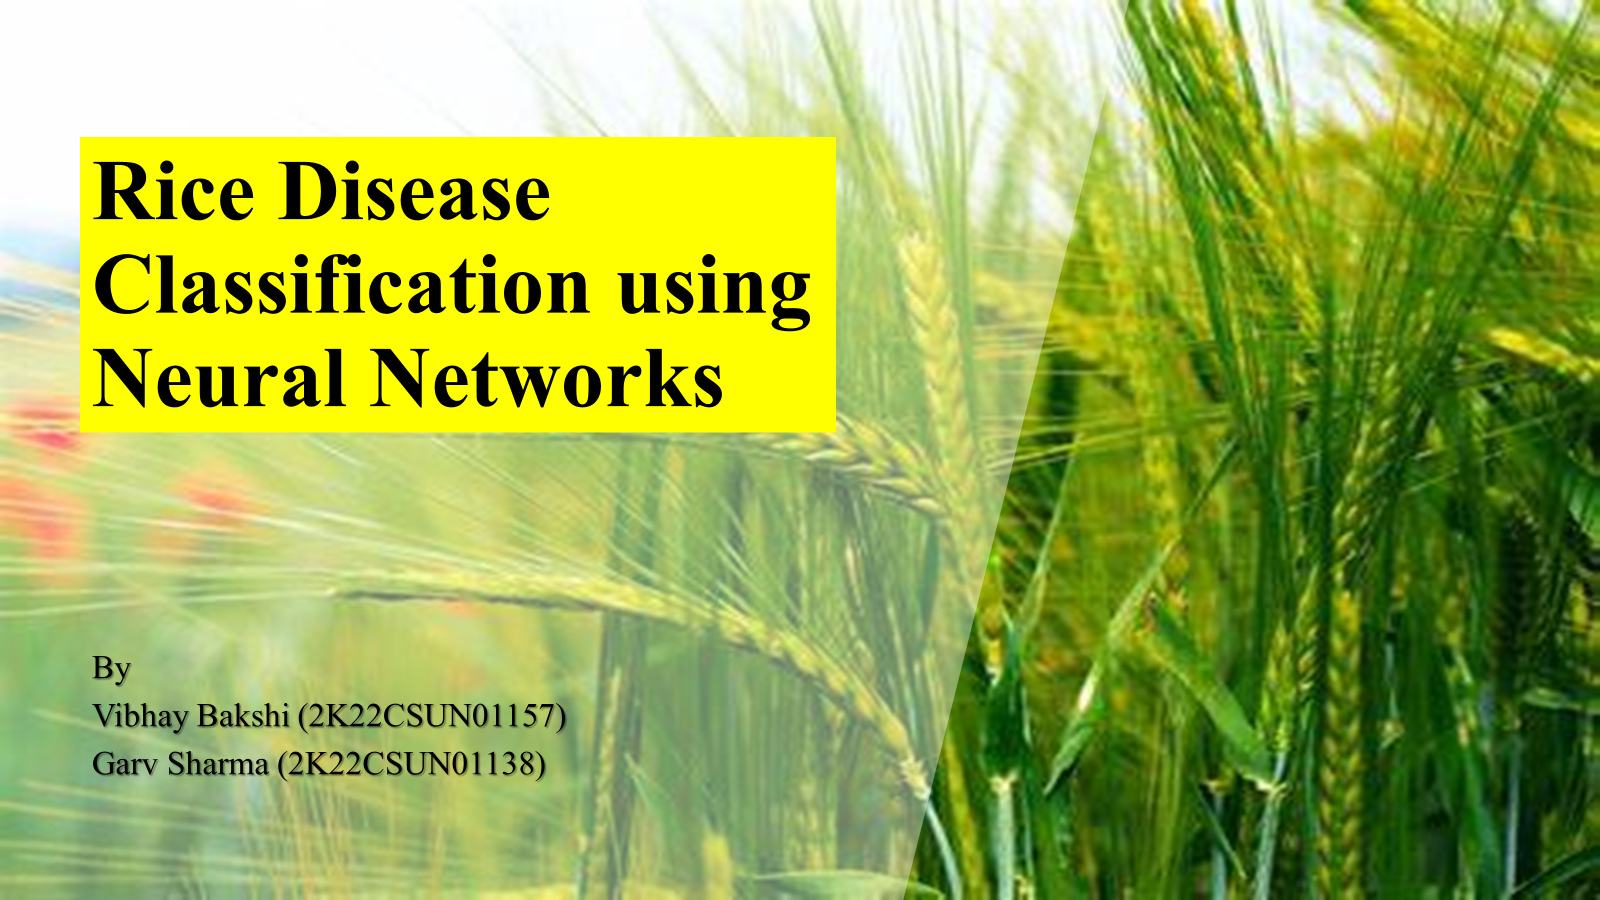 Rice Disease
Classification using
Neural Networks
By
Vibhay Bakshi (2K22CSUN01157)
Garv Sharma (2K22CSUN01138)